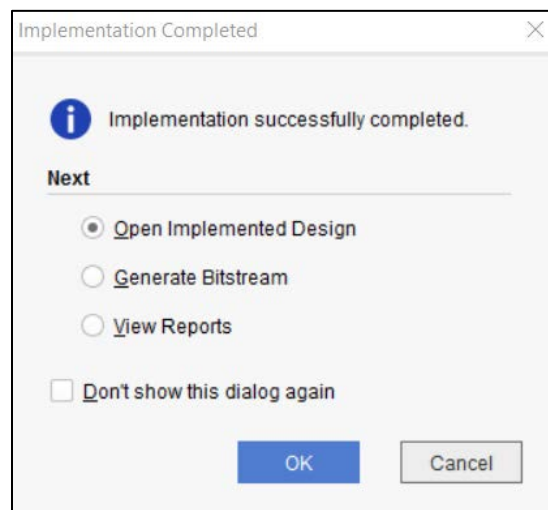 Implementation Completed
Implementation successfully completed.
Next
Open Implemented Design
Generate Bitstream
View Reports
Don't show this dialog again
OK
Cancel